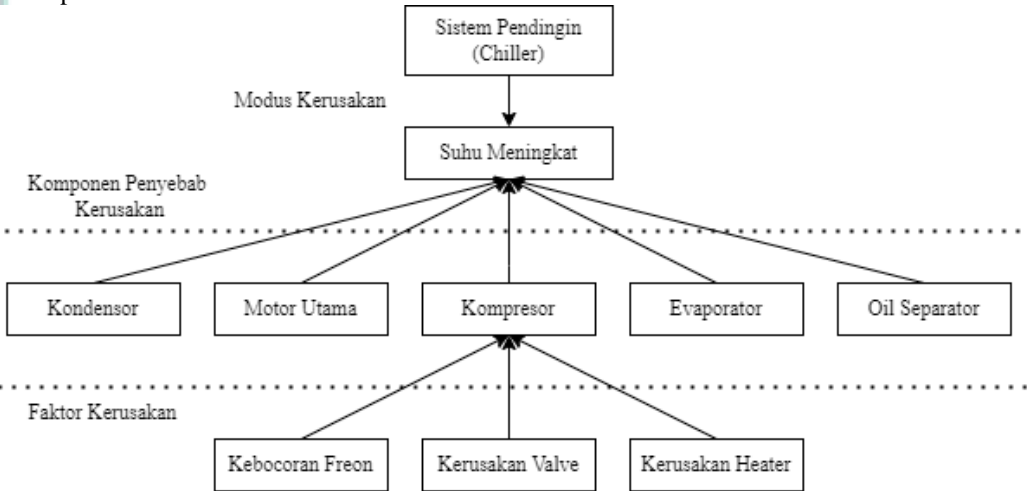 Sistem Pendingin
(Chiller)
Modus Kerusakan
Suhu Meningkat
Komponen Penyebab
Kerusakan
Kondensor
Motor Utama
Kompresor
Evaporator
Oil Separator
Faktor Kerusakan
Kebocoran Freon
Kerusakan Valve
Kerusakan Heater